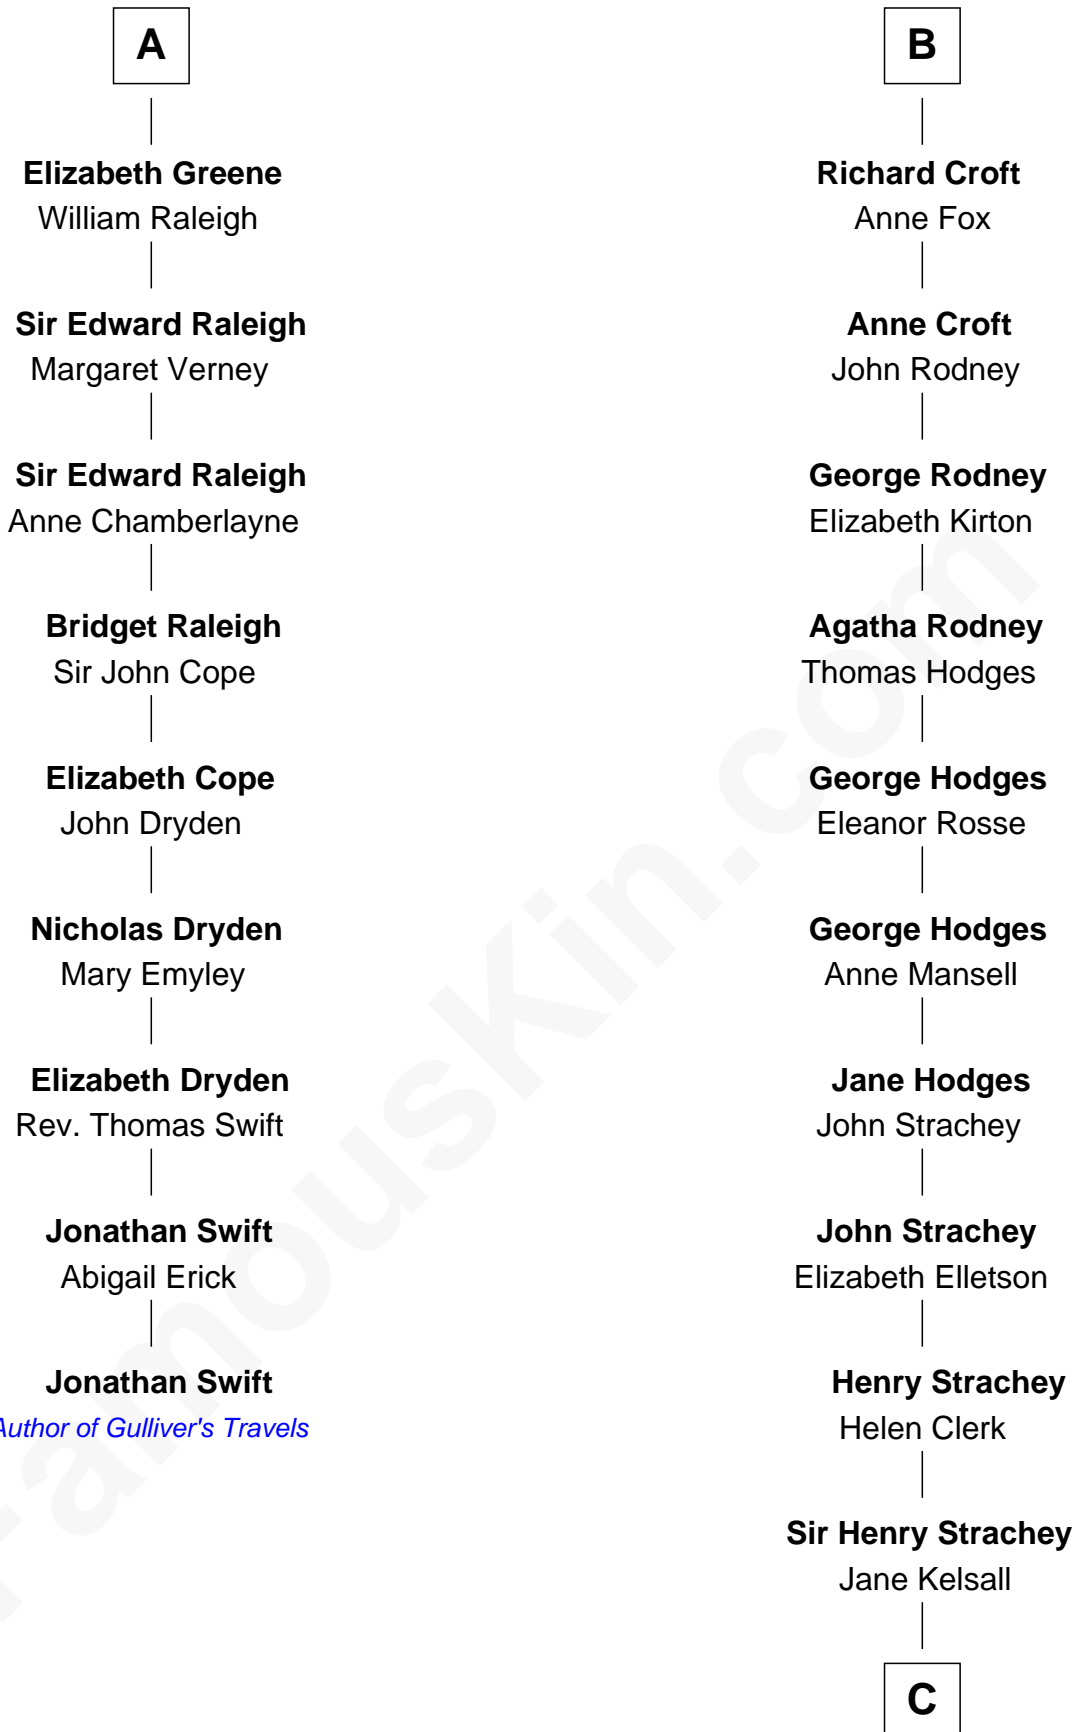 A
Elizabeth Greene
William Raleigh
Sir Edward Raleigh
Margaret Verney
Sir Edward Raleigh
Anne Chamberlayne
Bridget Raleigh
Sir John Cope
Elizabeth Cope
John Dryden
Nicholas Dryden
Mary Emyley
Elizabeth Dryden
Rev. Thomas Swift
Jonathan Swift
Abigail Erick
Jonathan Swift
Author of Gulliver's Travels
B
Richard Croft
Anne Fox
Anne Croft
John Rodney
George Rodney
Elizabeth Kirton
Agatha Rodney
Thomas Hodges
George Hodges
Eleanor Rosse
George Hodges
Anne Mansell
Jane Hodges
John Strachey
John Strachey
Elizabeth Elletson
Henry Strachey
Helen Clerk
Sir Henry Strachey
Jane Kelsall
C
FamousKin.com